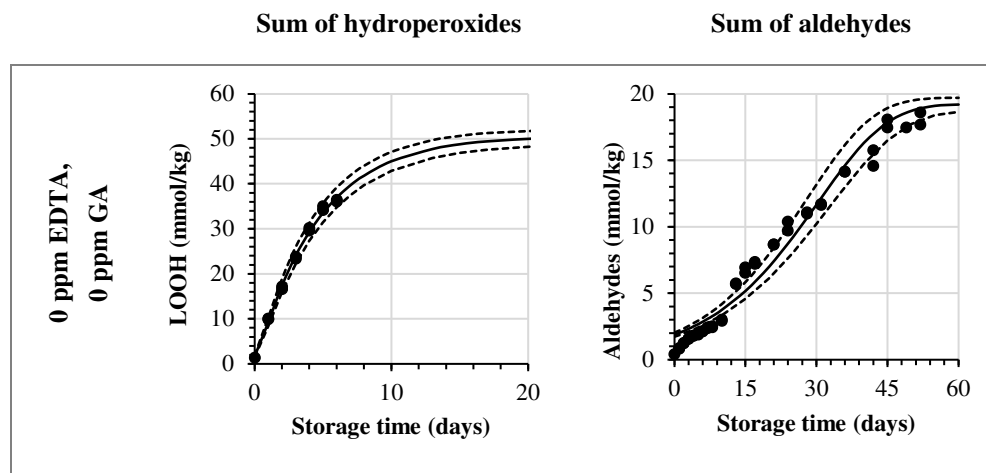 Sum of hydroperoxides
Sum of aldehydes
0 ppm EDTA,
0 ppm GA
LOOH (mmol/kg)
60
50
40
30
20
10
0
0 10 20
Storage time (days)
Aldehydes (mmol/kg)
20
15
10
5
0
0 15 30 45 60
Storage time (days)